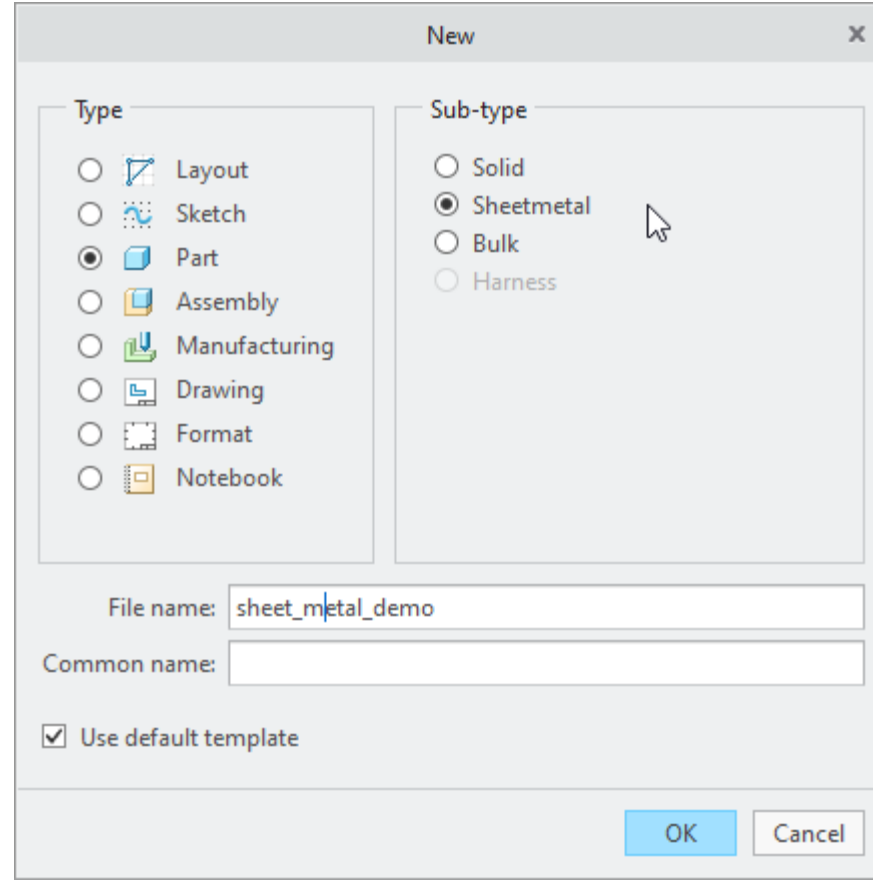 New
Type
Layout
Sketch
Part
Assembly
Manufacturing
Drawing
Format
Notebook
Sub-type
Solid
Sheetmetal
Bulk
Harness
File name: sheet_metal_demo
Common name:
Use default template
OK Cancel